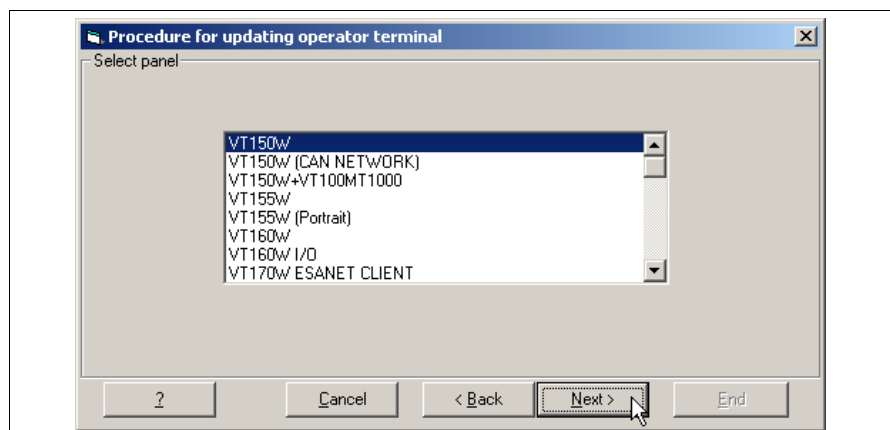 Procedure for updating operator terminal
Select panel
VT150W
VT150W (CAN NETWORK)
VT150W+VT100MT1000
VT155W
VT155W (Portrait)
VT160W
VT160W I/O
VT170W ESANET CLIENT
? Cancel < Back Next > End